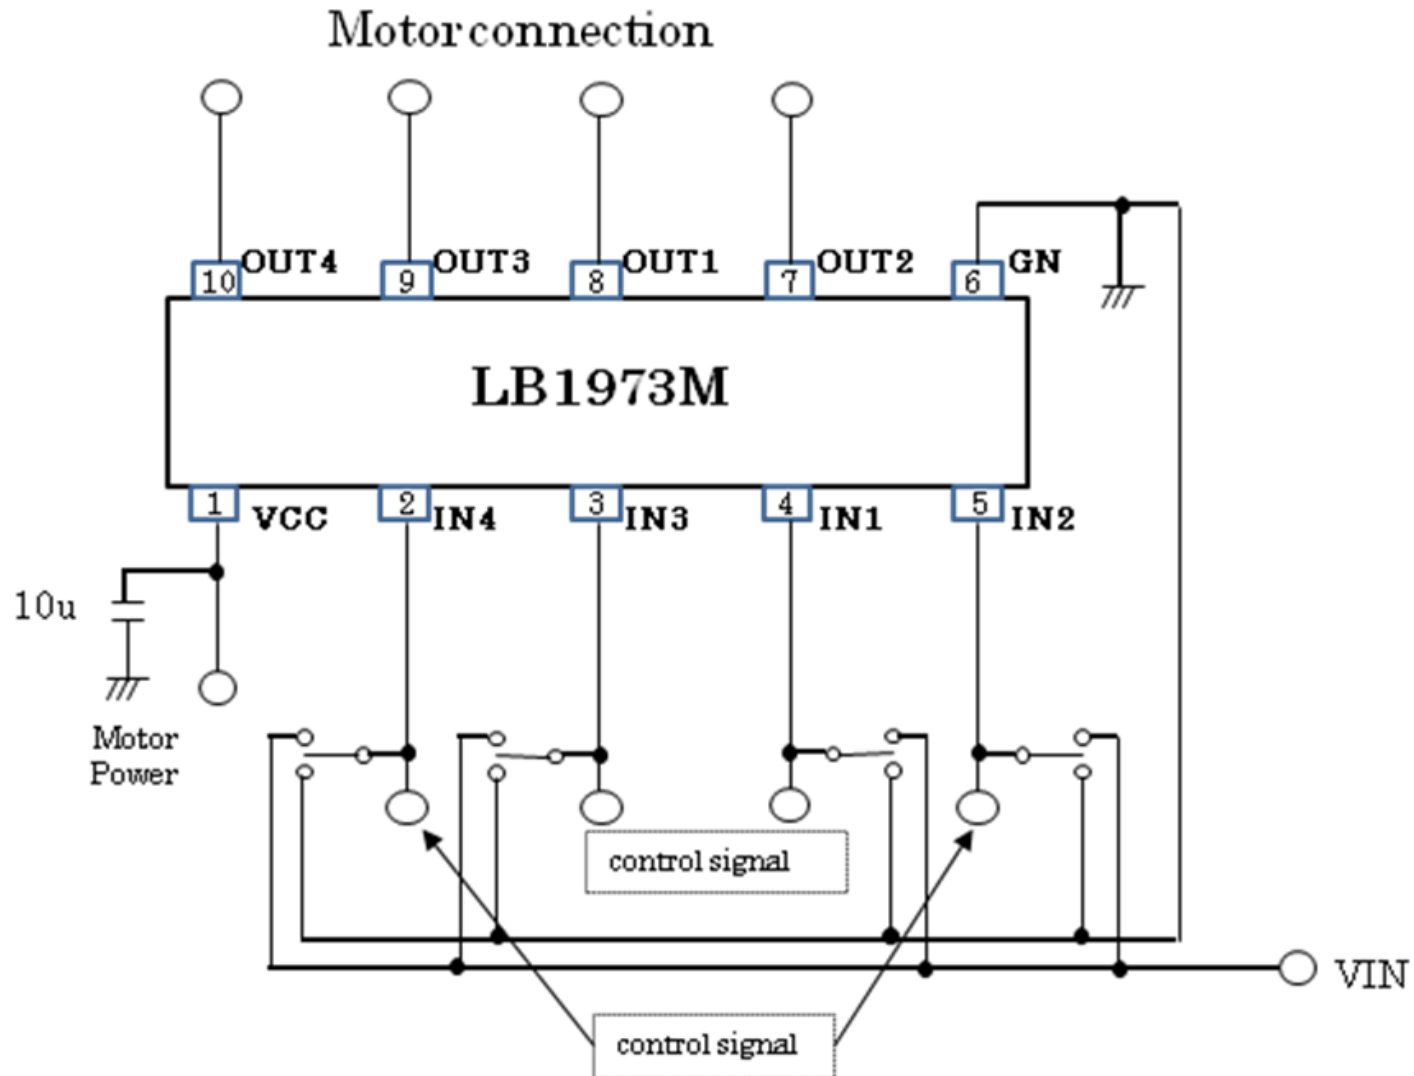 Motor connection
OUT4
OUT3
OUT1
OUT2
GN
10
9
8
7
6
LB1973M
1
2
3
4
5
VCC
IN4
IN3
IN1
IN2
10u
Motor
Power
control signal
VIN
control signal